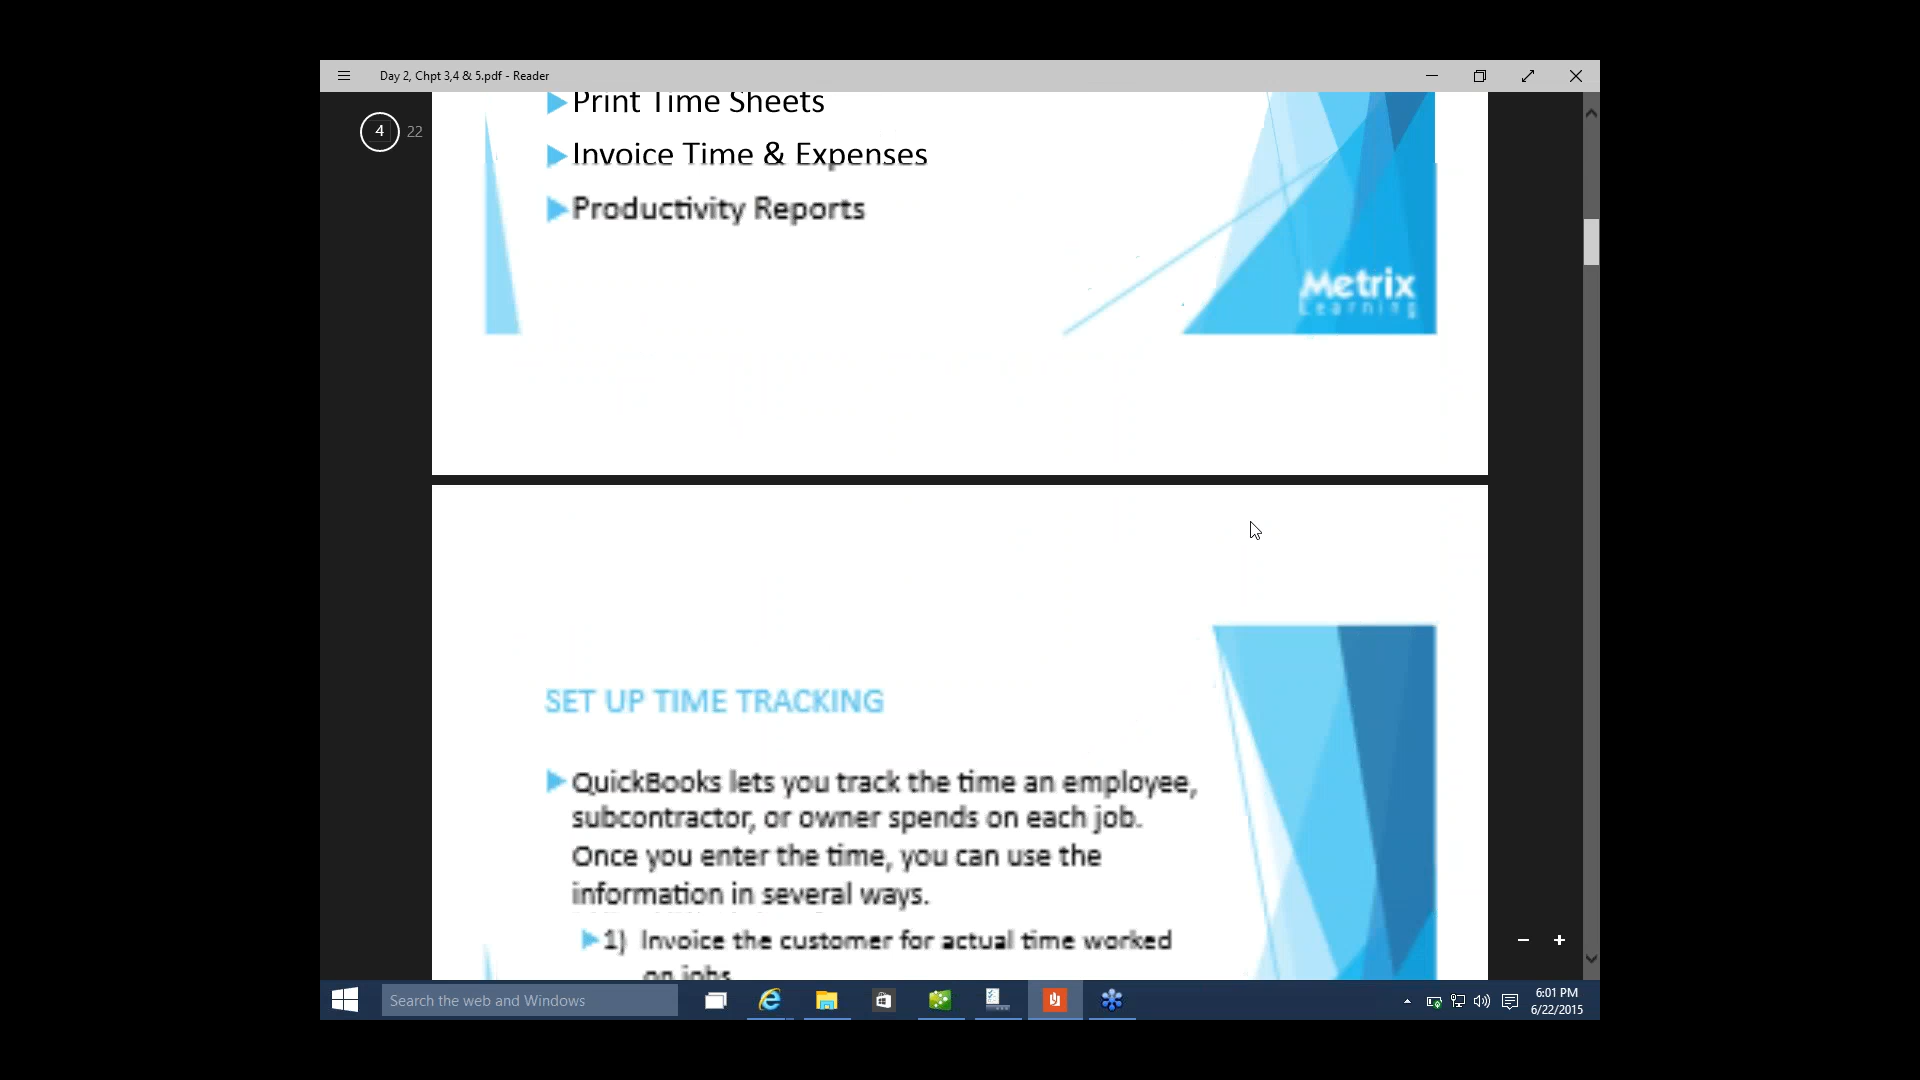 Day 2, Chpt 3,4 & 5.pdf - Reader
4 22
Print Time Sheets
Invoice Time & Expenses
Productivity Reports
Metrix
Learning
SET UP TIME TRACKING
QuickBooks lets you track the time an employee,
subcontractor, or owner spends on each job.
Once you enter the time, you can use the
information in several ways.
1) Invoice the customer for actual time worked
on jobs
Search the web and Windows
6:01 PM
6/22/2015